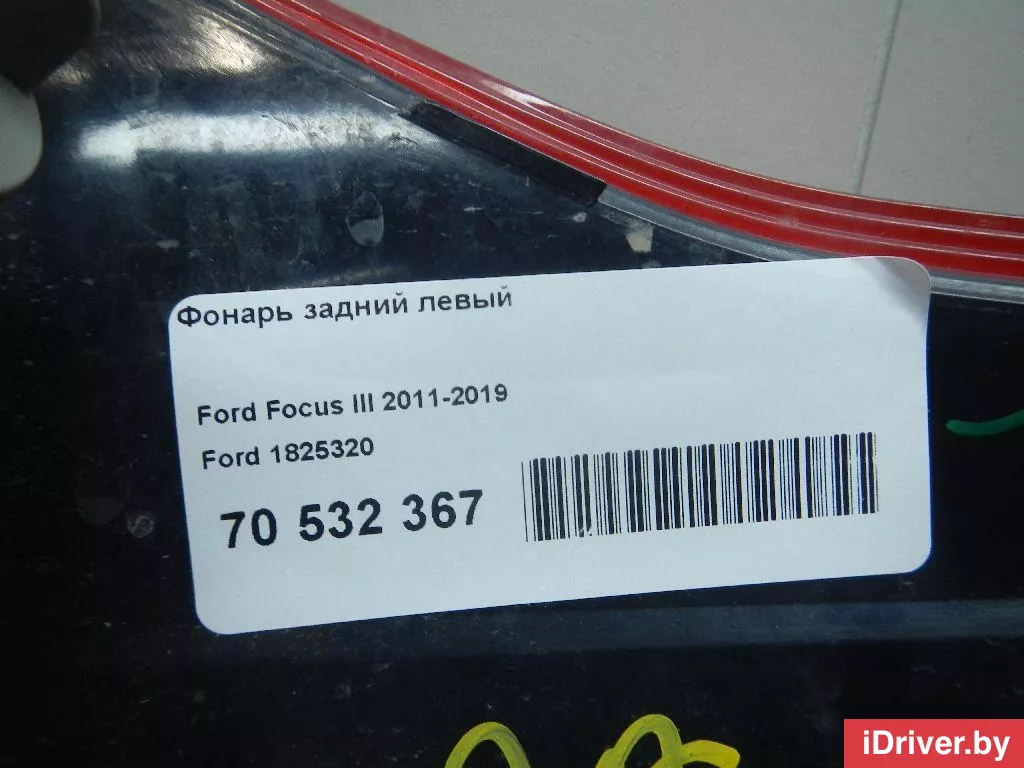 Фонарь задний левый
Ford Focus III 2011-2019
Ford 1825320
70 532 367
iDriver.by